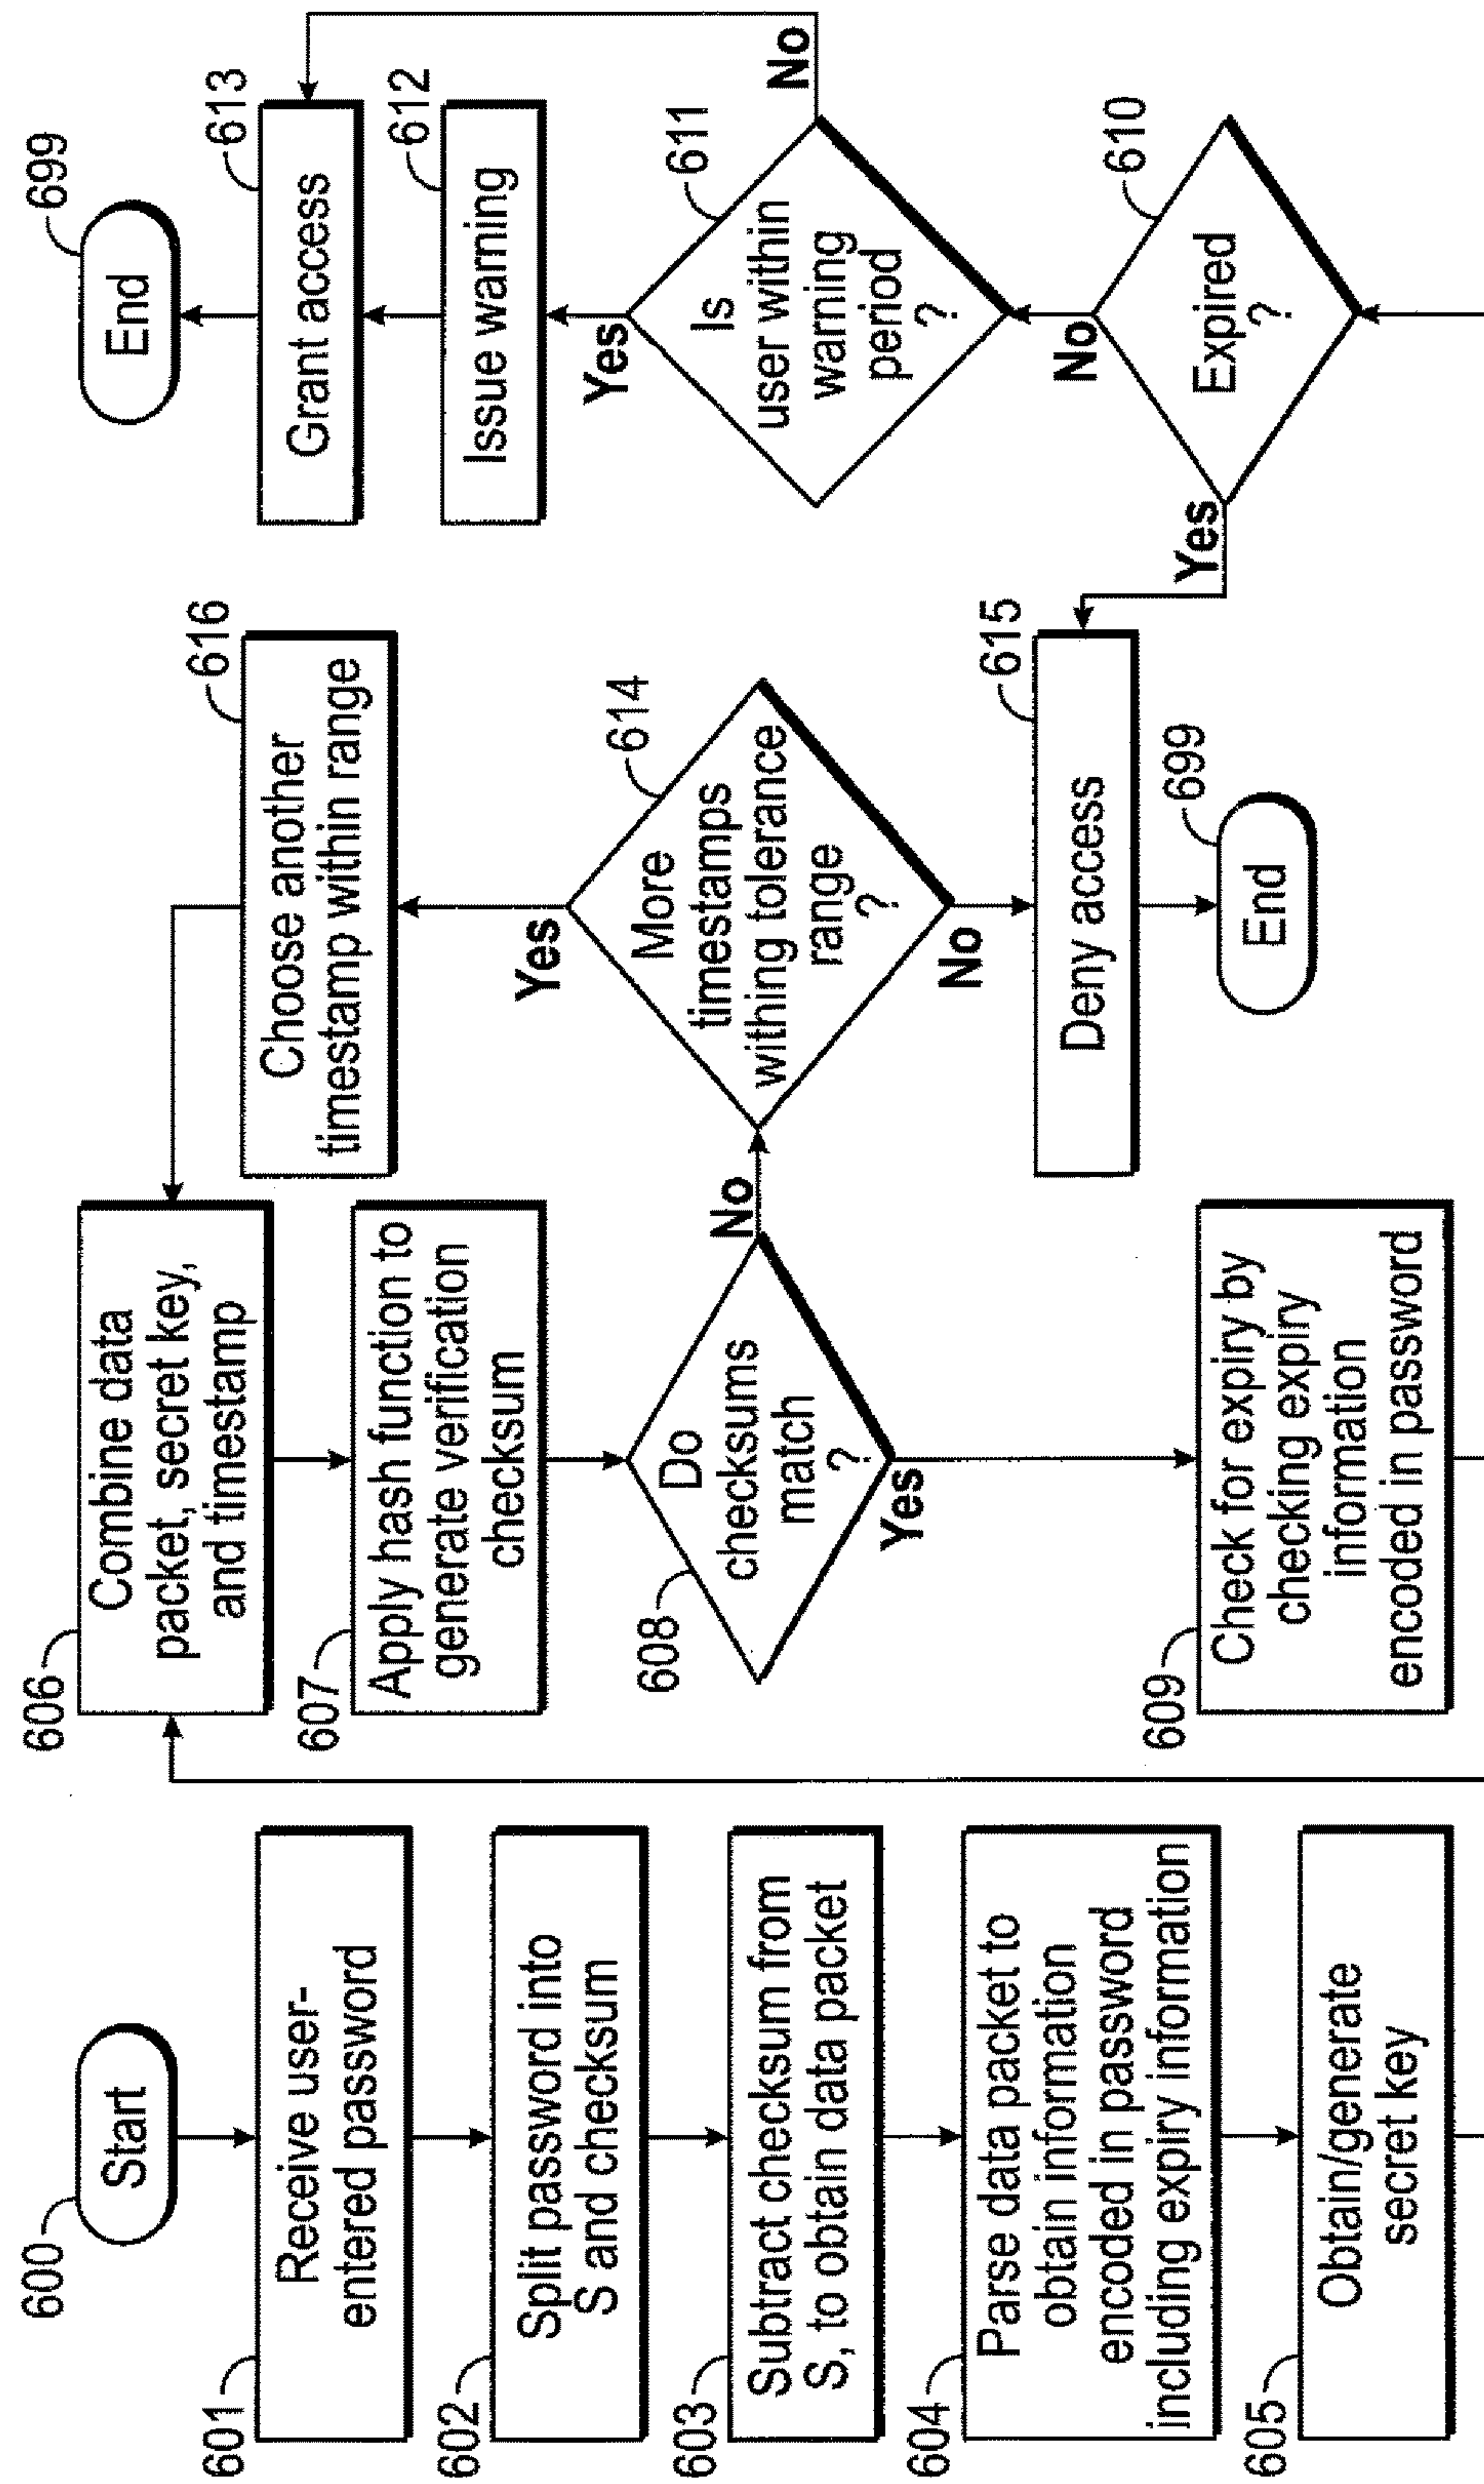 600
Start
601
Receive user-
entered password
602
Split password into
S and checksum
603
Subtract checksum from
S, to obtain data packet
604
Parse data packet to
obtain information
encoded in password
including expiry information
605
Obtain/generate
secret key
606
Combine data
packet, secret key,
and timestamp
607
Apply hash function to
generate verification
checksum
608
Do
checksums
match
?
No
Yes
609
Check for expiry by
checking expiry
information
encoded in password
616
Choose another
timestamp within range
Yes
614
More
timestamps
withing tolerance
range
?
No
615
Deny access
699
End
699
End
613
Grant access
612
Issue warning
Yes
611
Is
user within
warning
period
?
No
No
610
Expired
?
Yes